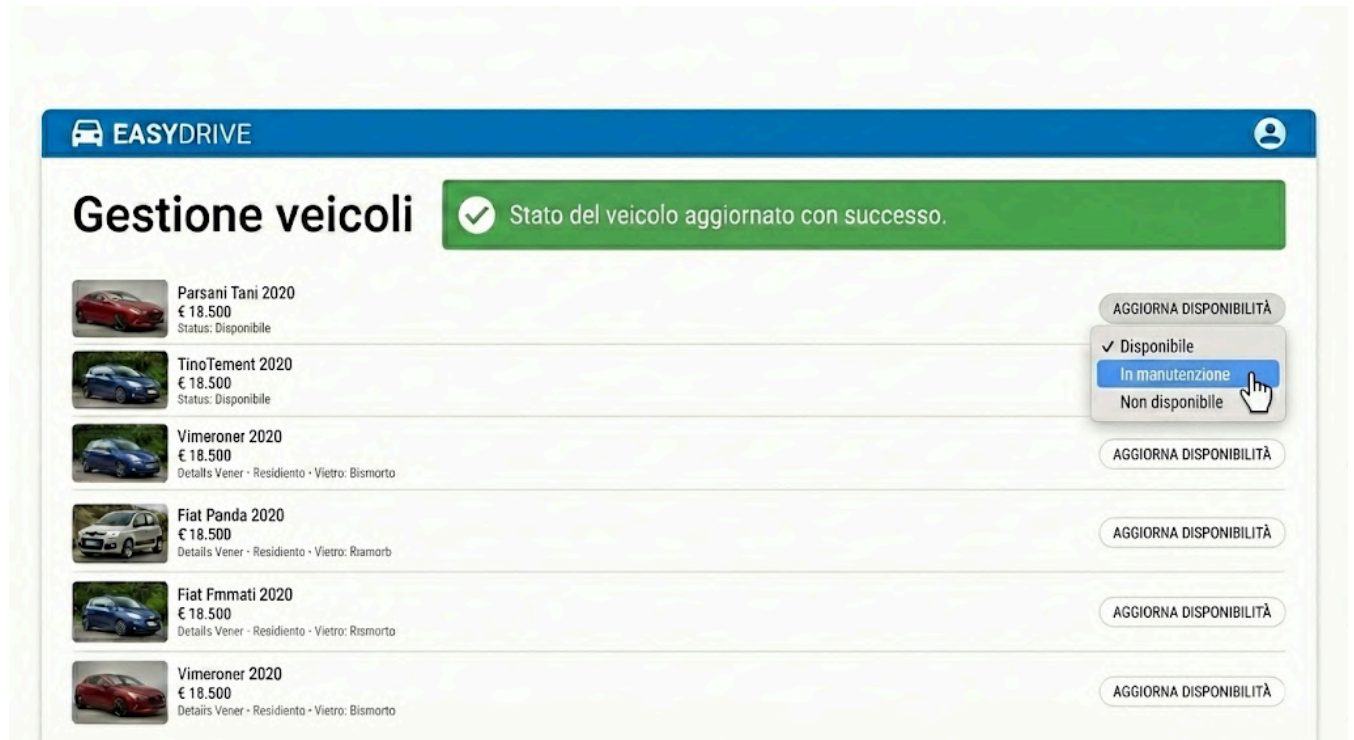 EASYDRIVE
Gestione veicoli
Stato del veicolo aggiornato con successo.
Parsani Tani 2020
€ 18.500
Status: Disponibile
AGGIORNA DISPONIBILITÀ
✓ Disponibile
In manutenzione
Non disponibile
TinoTement 2020
€ 18.500
Status: Disponibile
Vimeroner 2020
€ 18.500
Details Vener - Residiento • Vietro: Bismorto
AGGIORNA DISPONIBILITÀ
Fiat Panda 2020
€ 18.500
Details Vener - Residiento • Vietro: Rramorb
AGGIORNA DISPONIBILITÀ
Fiat Fmmati 2020
€ 18.500
Details Vener - Residiento • Vietro: Rısmorto
AGGIORNA DISPONIBILITÀ
Vimeroner 2020
€ 18.500
Detaiis Vener - Residiento • Vietro: Bismorto
AGGIORNA DISPONIBILITÀ